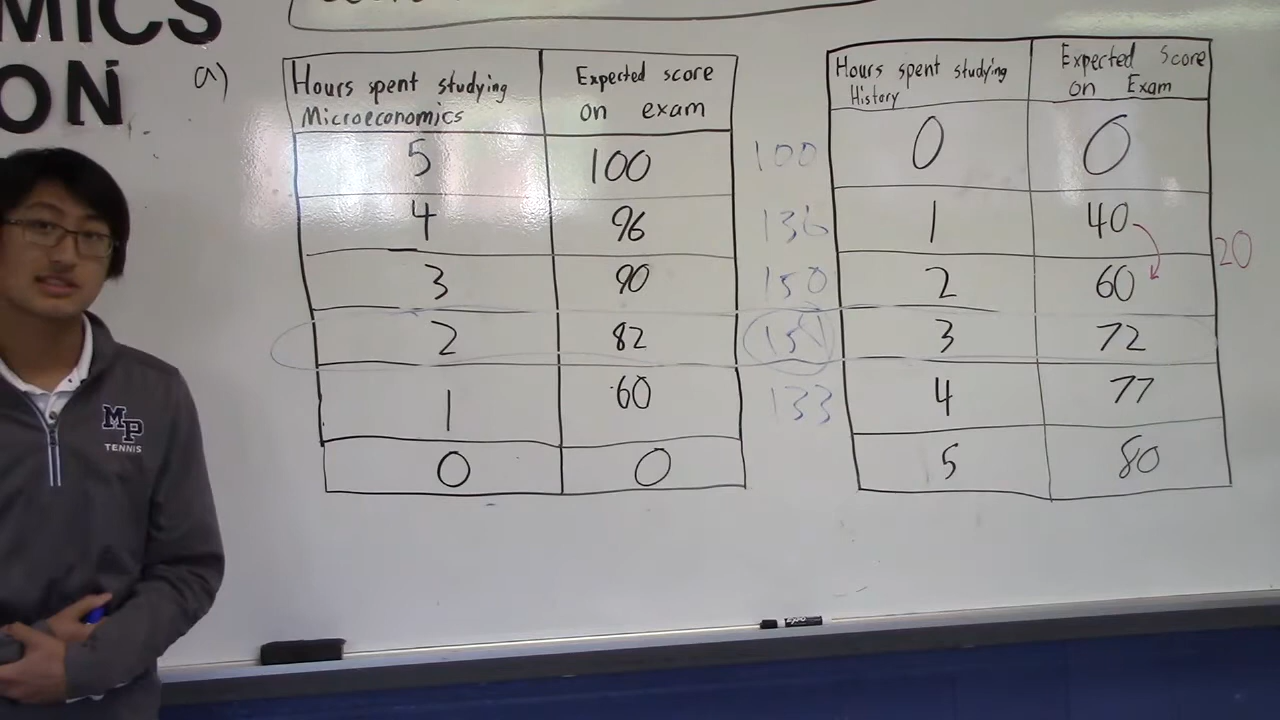 MICS
ON
a)
Hours spent studying Microeconomics
Expected score on exam
5 100 100
4 96 136
3 90 150
2 82 154
1 60 133
0 0
Hours spent studying History
Expected Score on Exam
0 0
1 40
2 60 20
3 72
4 77
5 80
MP
TENNIS
EXPO